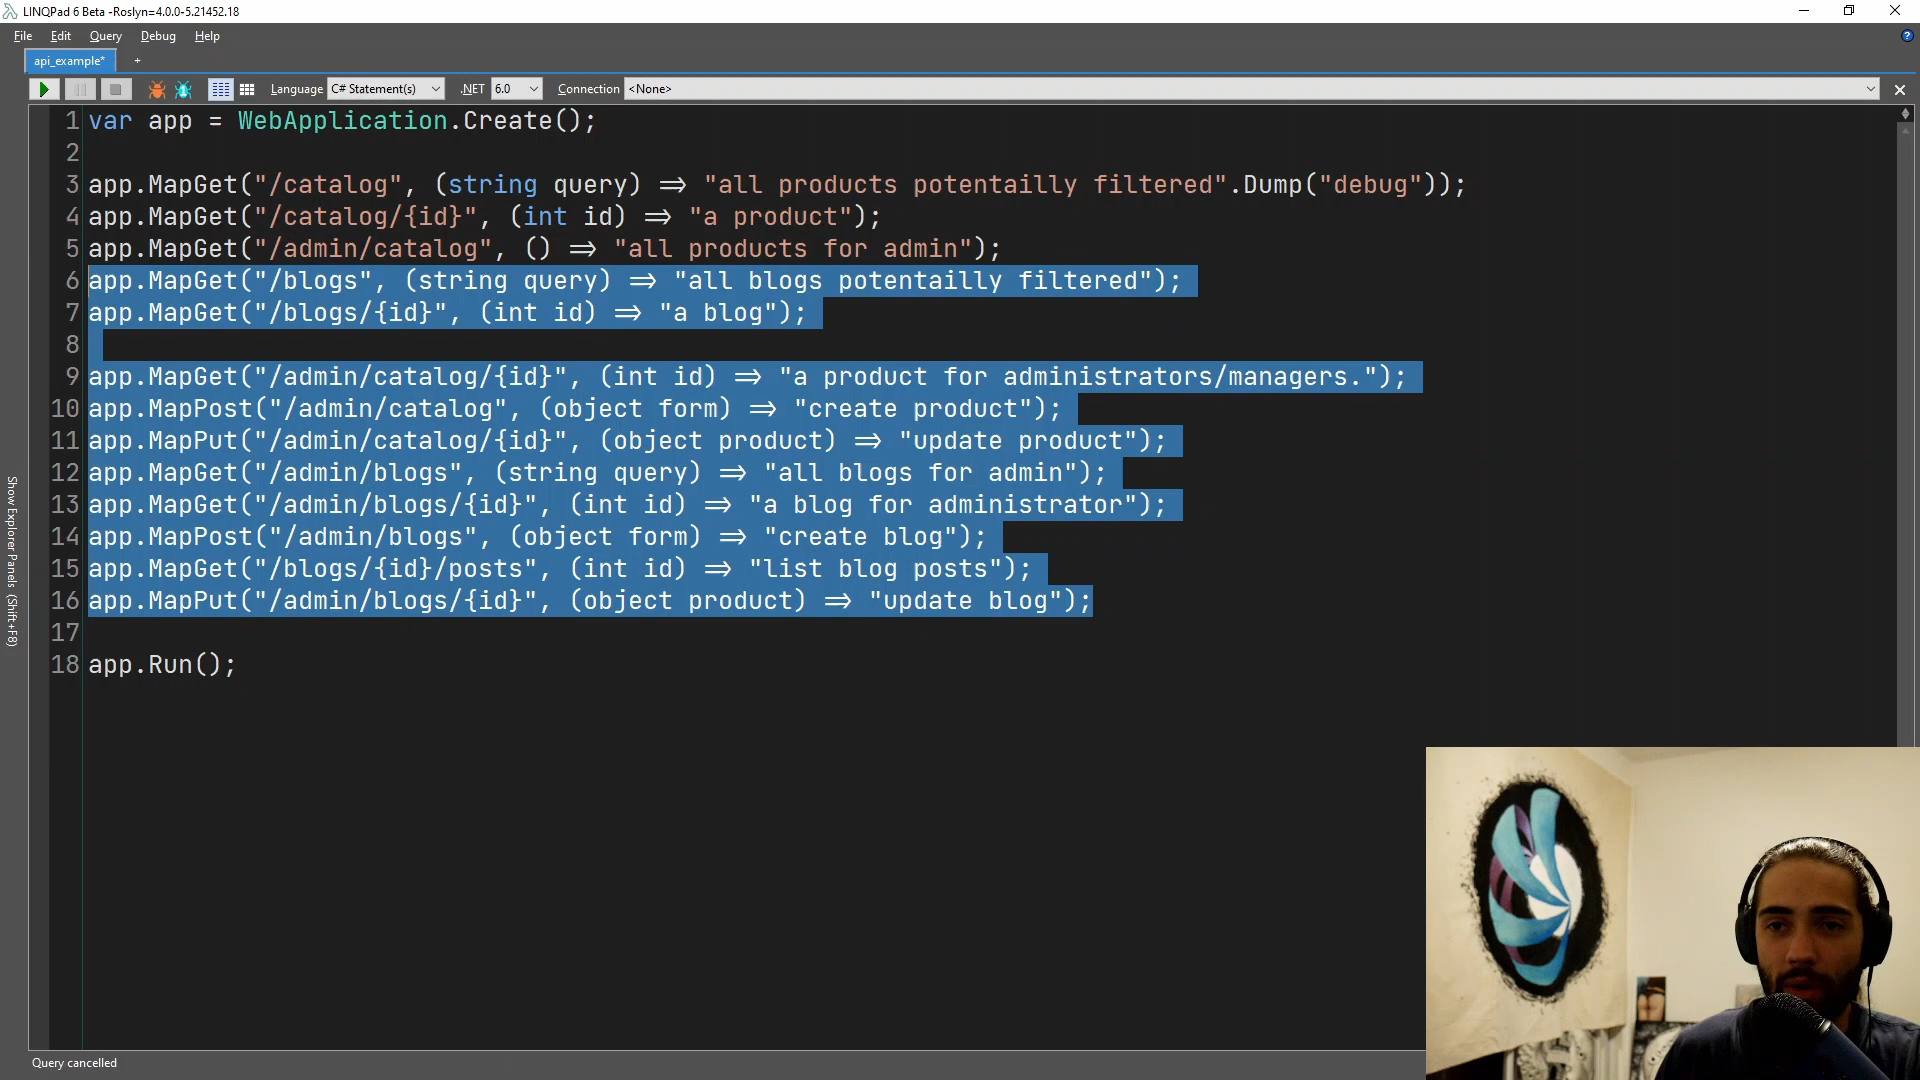 LINQPad 6 Beta -Roslyn=4.0.0-5.21452.18
File Edit Query Debug Help
?
api_example* +
Language C# Statement(s) .NET 6.0 Connection <None>
1 var app = WebApplication.Create();
2
3 app.MapGet("/catalog", (string query) => "all products potentailly filtered".Dump("debug"));
4 app.MapGet("/catalog/{id}", (int id) => "a product");
5 app.MapGet("/admin/catalog", () => "all products for admin");
6 app.MapGet("/blogs", (string query) => "all blogs potentailly filtered");
7 app.MapGet("/blogs/{id}", (int id) => "a blog");
8
9 app.MapGet("/admin/catalog/{id}", (int id) => "a product for administrators/managers.");
10 app.MapPost("/admin/catalog", (object form) => "create product");
11 app.MapPut("/admin/catalog/{id}", (object product) => "update product");
12 app.MapGet("/admin/blogs", (string query) => "all blogs for admin");
13 app.MapGet("/admin/blogs/{id}", (int id) => "a blog for administrator");
14 app.MapPost("/admin/blogs", (object form) => "create blog");
15 app.MapGet("/blogs/{id}/posts", (int id) => "list blog posts");
16 app.MapPut("/admin/blogs/{id}", (object product) => "update blog");
17
18 app.Run();
Show Explorer Panels (Shift+F8)
Query cancelled